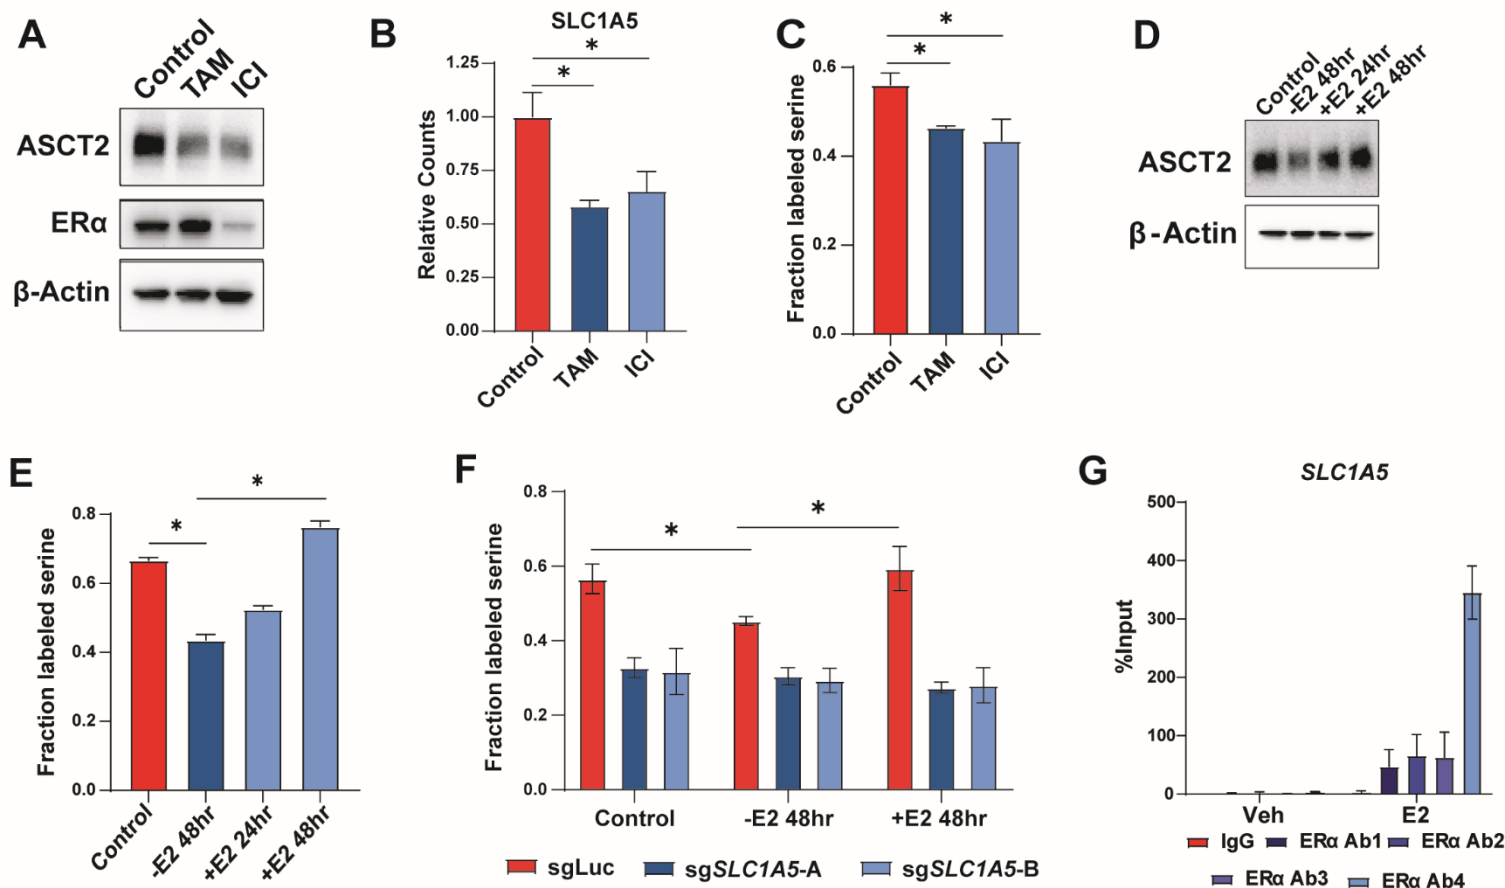 A
Control
TAM
ICI
ASCT2
ERα
β-Actin
B
SLC1A5
*
*
Relative Counts
1.25
1.00
0.75
0.50
0.25
0.00
Control
TAM
ICI
C
*
*
Fraction labeled serine
0.6
0.4
0.2
0.0
Control
TAM
ICI
D
Control
-E2 48hr
+E2 24hr
+E2 48hr
ASCT2
β-Actin
E
*
*
Fraction labeled serine
0.8
0.6
0.4
0.2
0.0
Control
-E2 48hr
+E2 24hr
+E2 48hr
F
*
*
Fraction labeled serine
0.8
0.6
0.4
0.2
0.0
Control
-E2 48hr
+E2 48hr
sgLuc
sgSLC1A5-A
sgSLC1A5-B
G
SLC1A5
%Input
500
400
300
200
100
0
Veh
E2
IgG
ERα Ab1
ERα Ab2
ERα Ab3
ERα Ab4